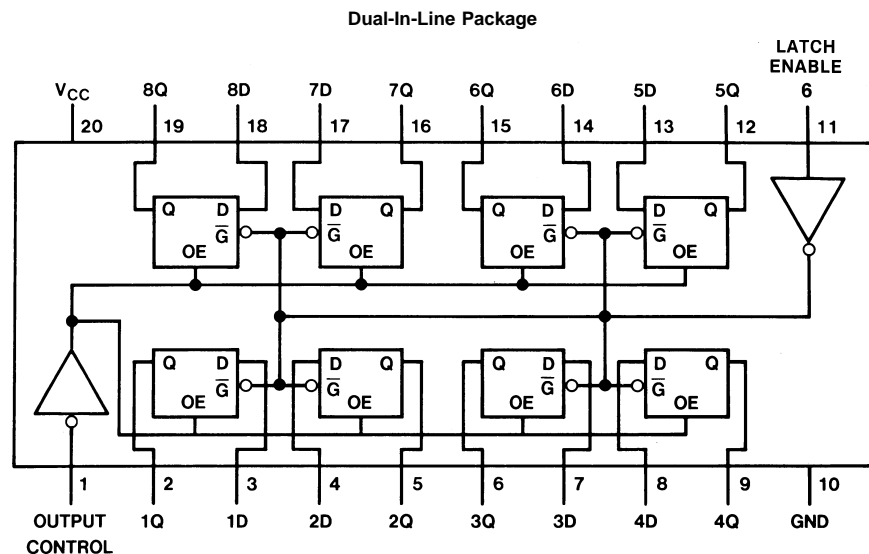 Dual-In-Line Package
LATCH
ENABLE
VCC 8Q 8D 7D 7Q 6Q 6D 5D 5Q 6
20 19 18 17 16 15 14 13 12 11
Q D D Q Q D D Q
G G G G
OE OE OE OE
Q D D Q Q D D Q
G G G G
OE OE OE OE
1 2 3 4 5 6 7 8 9 10
OUTPUT 1Q 1D 2D 2Q 3Q 3D 4D 4Q GND
CONTROL